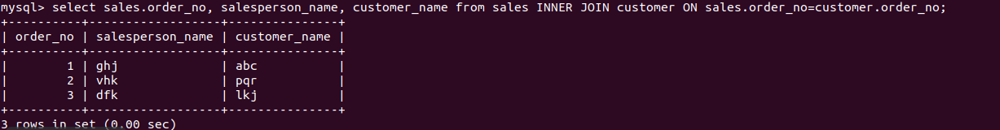 mysql> select sales.order_no, salesperson_name, customer_name from sales INNER JOIN customer ON sales.order_no=customer.order_no;
+----------+------------------+---------------+
| order_no | salesperson_name | customer_name |
+----------+------------------+---------------+
|        1 | ghj              | abc           |
|        2 | vhk              | pqr           |
|        3 | dfk              | lkj           |
+----------+------------------+---------------+
3 rows in set (0.00 sec)